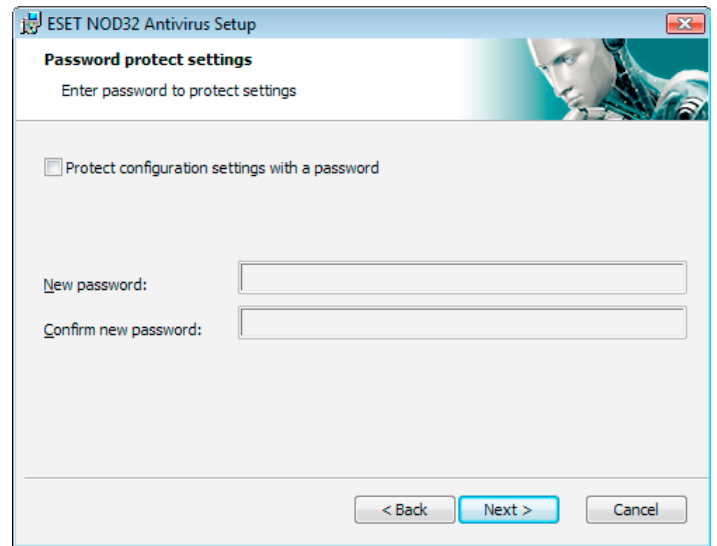 ESET NOD32 Antivirus Setup
Password protect settings
Enter password to protect settings
Protect configuration settings with a password
New password:
Confirm new password:
< Back Next > Cancel